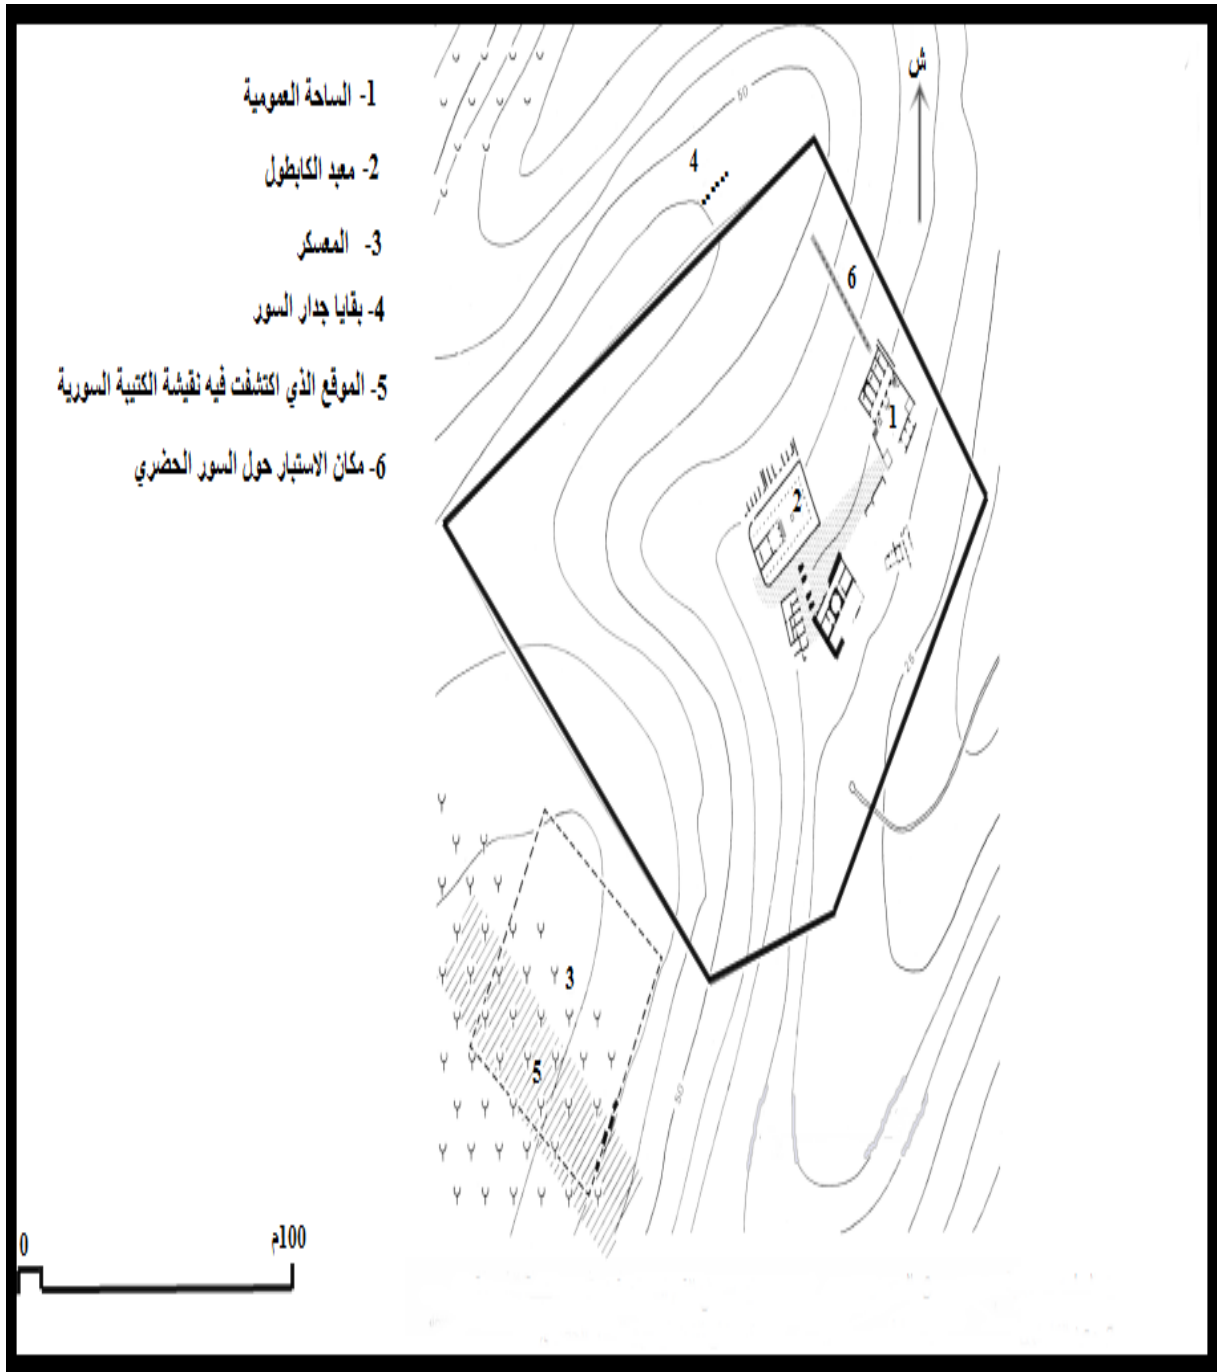 1- الساحة العمومية
2- معبد الكابطول
3- المعسكر
4- بقايا جدار السور
5- الموقع الذي اكتشفت فيه نقيشة الكتيبة السورية
6- مكان الاستبار حول السور الحضري
ش
50
4
6
1
2
25
3
5
50
0
100م